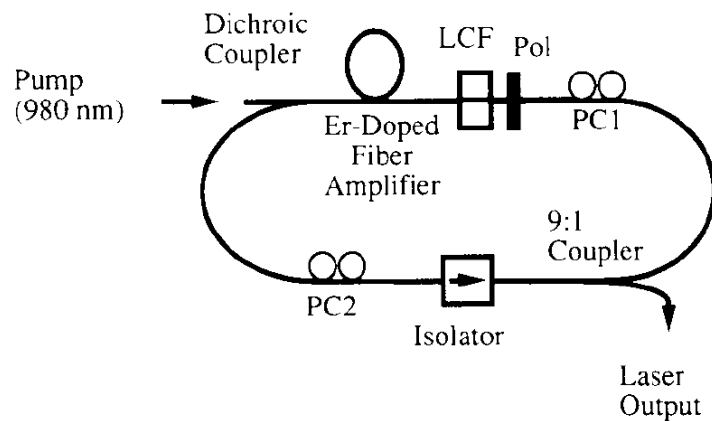 Dichroic
Coupler
LCF
Pol
Pump
(980 nm)
PC1
Er-Doped
Fiber
Amplifier
9:1
Coupler
PC2
Isolator
Laser
Output